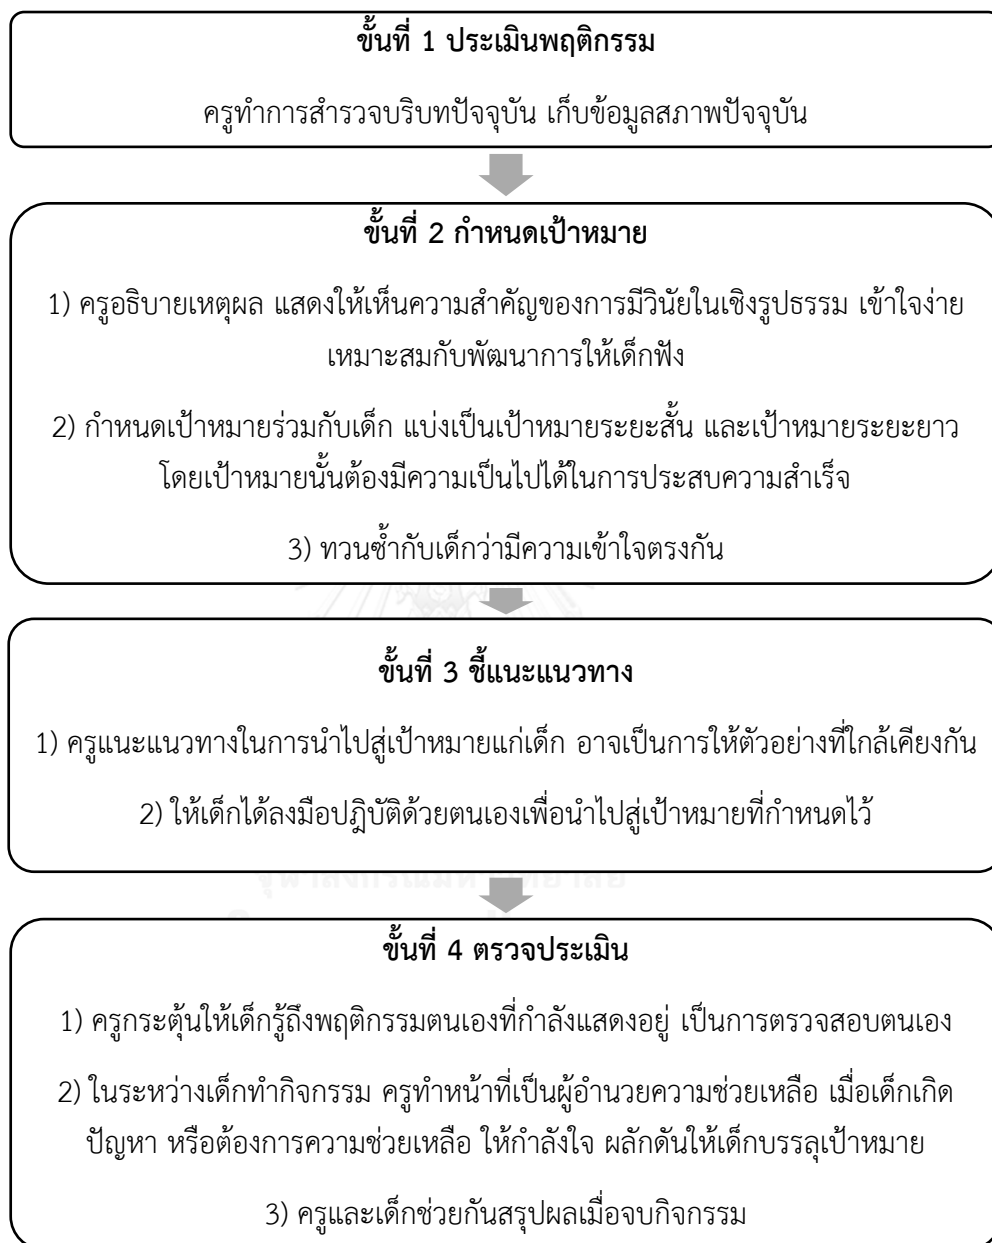 ขั้นที่ 1 ประเมินพฤติกรรม
ครูทำการสำรวจบริบทปัจจุบัน เก็บข้อมูลสภาพปัจจุบัน
ขั้นที่ 2 กำหนดเป้าหมาย
1) ครูอธิบายเหตุผล แสดงให้เห็นความสำคัญของการมีวินัยในเชิงรูปธรรม เข้าใจง่าย
เหมาะสมกับพัฒนาการให้เด็กฟัง
2) กำหนดเป้าหมายร่วมกับเด็ก แบ่งเป็นเป้าหมายระยะสั้น และเป้าหมายระยะยาว
โดยเป้าหมายนั้นต้องมีความเป็นไปได้ในการประสบความสำเร็จ
3) ทวนซ้ำกับเด็กว่ามีความเข้าใจตรงกัน
ขั้นที่ 3 ชี้แนะแนวทาง
1) ครูแนะแนวทางในการนำไปสู่เป้าหมายแก่เด็ก อาจเป็นการให้ตัวอย่างที่ใกล้เคียงกัน
2) ให้เด็กได้ลงมือปฎิบัติด้วยตนเองเพื่อนำไปสู่เป้าหมายที่กำหนดไว้
จุฬาลงกรณ์มหาวิทยาลัย
ขั้นที่ 4 ตรวจประเมิน
1) ครูกระตุ้นให้เด็กรู้ถึงพฤติกรรมตนเองที่กำลังแสดงอยู่ เป็นการตรวจสอบตนเอง
2) ในระหว่างเด็กทำกิจกรรม ครูทำหน้าที่เป็นผู้อำนวยความช่วยเหลือ เมื่อเด็กเกิด
ปัญหา หรือต้องการความช่วยเหลือ ให้กำลังใจ ผลักดันให้เด็กบรรลุเป้าหมาย
3) ครูและเด็กช่วยกันสรุปผลเมื่อจบกิจกรรม